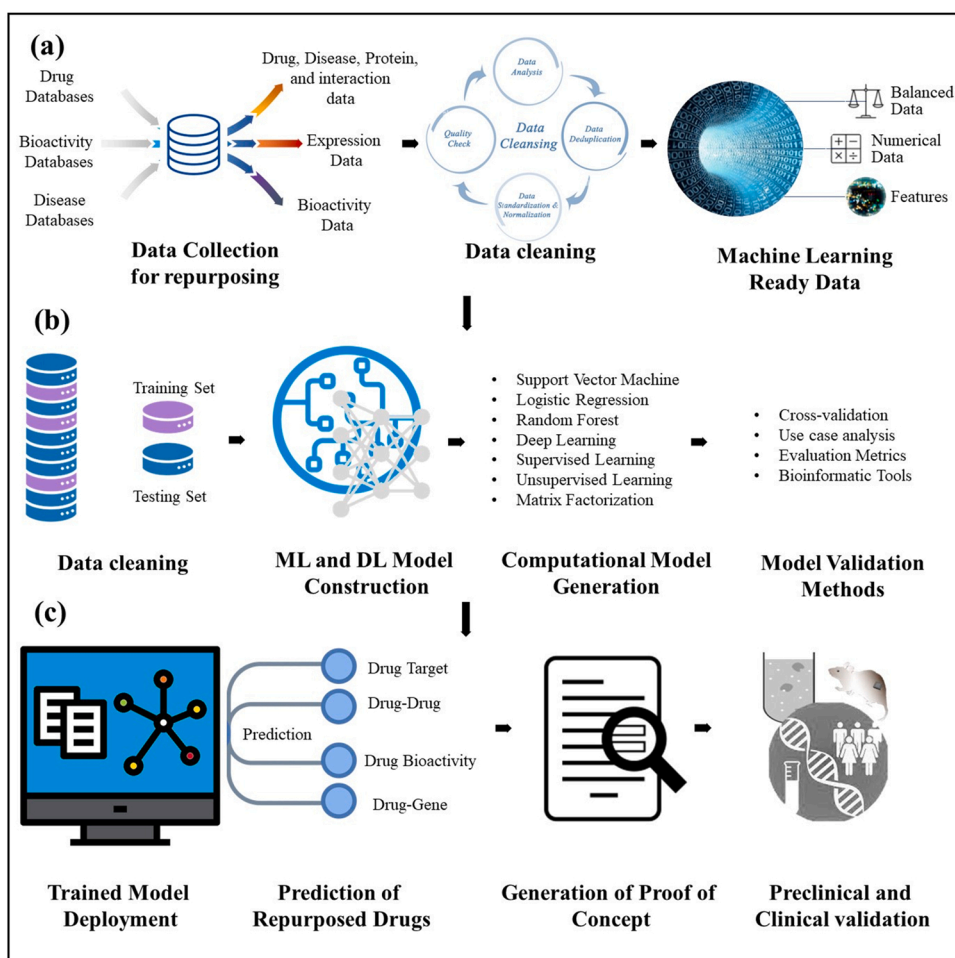 (a)
Drug
Databases
Bioactivity
Databases
Disease
Databases
Drug, Disease, Protein,
and interaction
data
Expression
Data
Bioactivity
Data
Data Collection
for repurposing
Data
Analysis
Quality
Check
Data
Cleansing
Data
Deduplication
Data
Standardization &
Normalization
Data cleaning
Balanced
Data
Numerical
Data
Features
Machine Learning
Ready Data
(b)
Training Set
Testing Set
Data cleaning
ML and DL Model
Construction
• Support Vector Machine
• Logistic Regression
• Random Forest
• Deep Learning
• Supervised Learning
• Unsupervised Learning
• Matrix Factorization
Computational Model
Generation
• Cross-validation
• Use case analysis
• Evaluation Metrics
• Bioinformatic Tools
Model Validation
Methods
(c)
Trained Model
Deployment
Prediction
Drug Target
Drug-Drug
Drug Bioactivity
Drug-Gene
Prediction of
Repurposed Drugs
Generation of Proof of
Concept
Preclinical and
Clinical validation